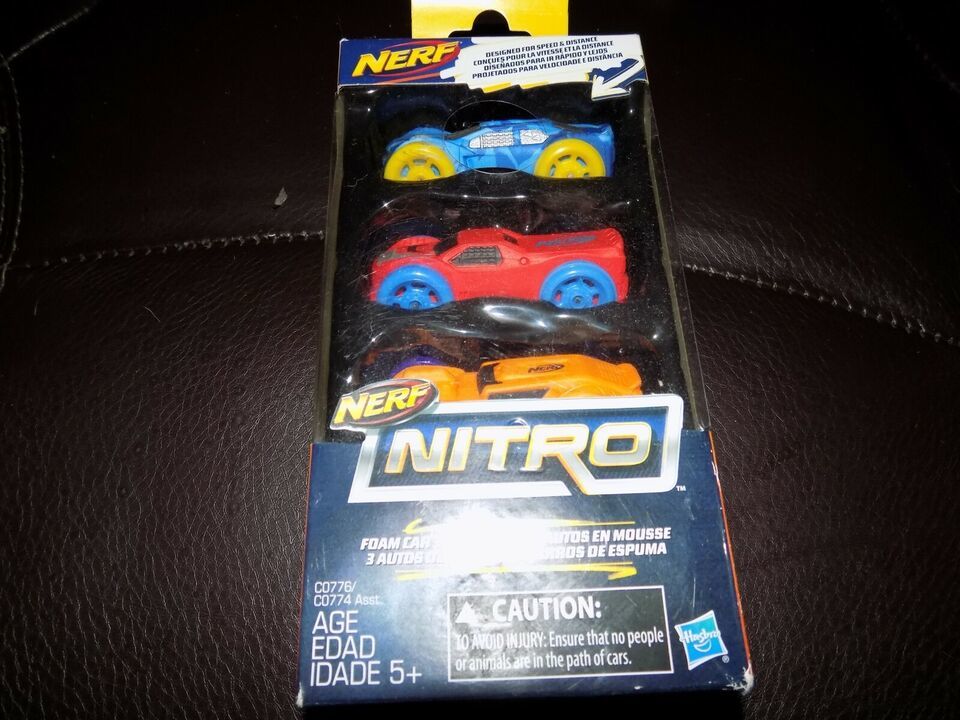 NERF
DESIGNED FOR SPEED & DISTANCE
CONÇUES POUR LA VITESSE ET LA DISTANCE
DISEÑADOS PARA IR RÁPIDO Y LEJOS
PROJETADOS PARA VELOCIDADE E DISTÂNCIA
NERF
NERF
NITRO
™
FOAM CAR AUTOS EN MOUSSE
3 AUTOS DE ESPUMA
C0776/
C0774 Asst.
AGE
EDAD
IDADE 5+
CAUTION:
TO AVOID INJURY: Ensure that no people
or animals are in the path of cars.
Hasbro
®